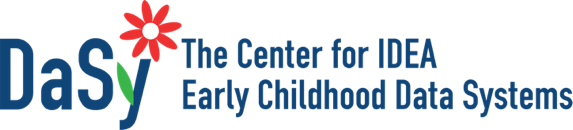 DaSy
The Center for IDEA
Early Childhood Data Systems